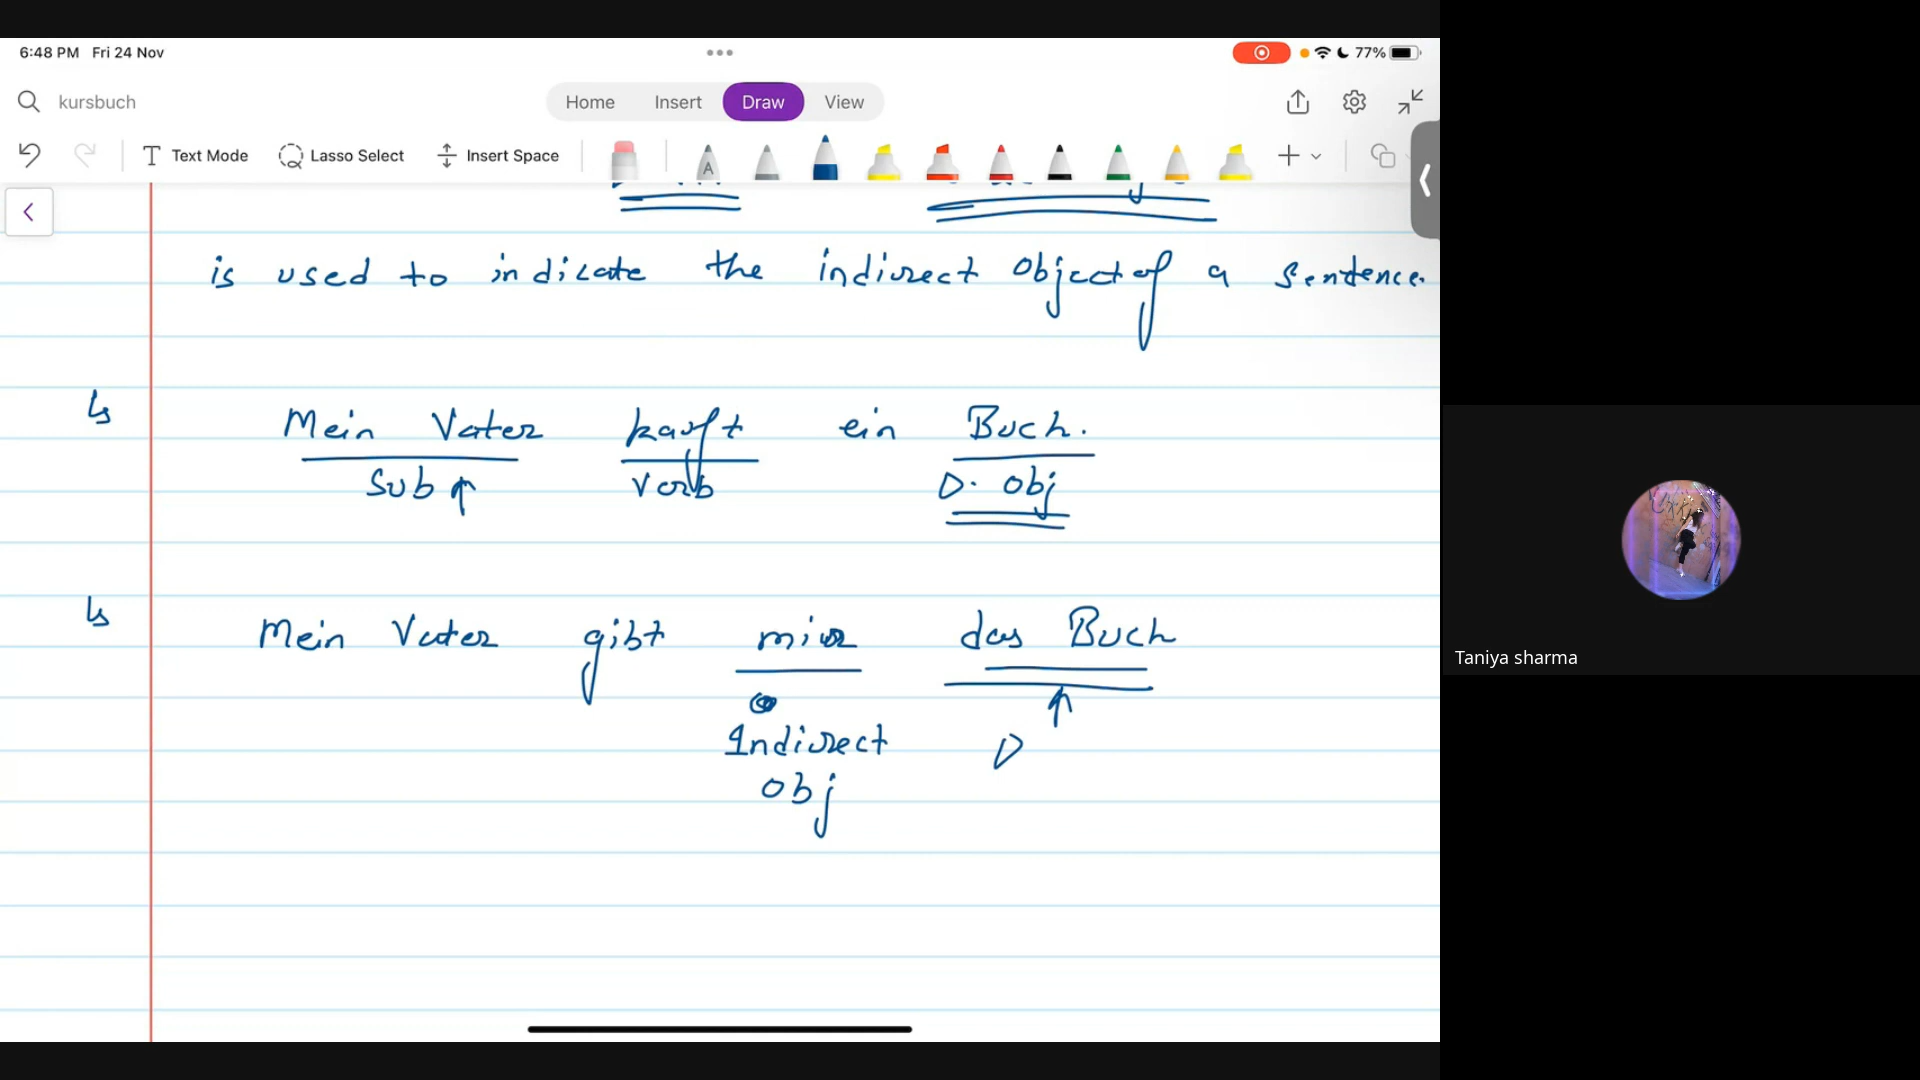 6:48 PM Fri 24 Nov
77%
kursbuch
Home Insert Draw View
Text Mode Lasso Select Insert Space
is used to indicate the indirect object of a sentence.
Mein Vater kauft ein Buch.
Sub Verb D. Obj
Mein Vater gibt mir das Buch
Indirect D
Obj
Taniya sharma